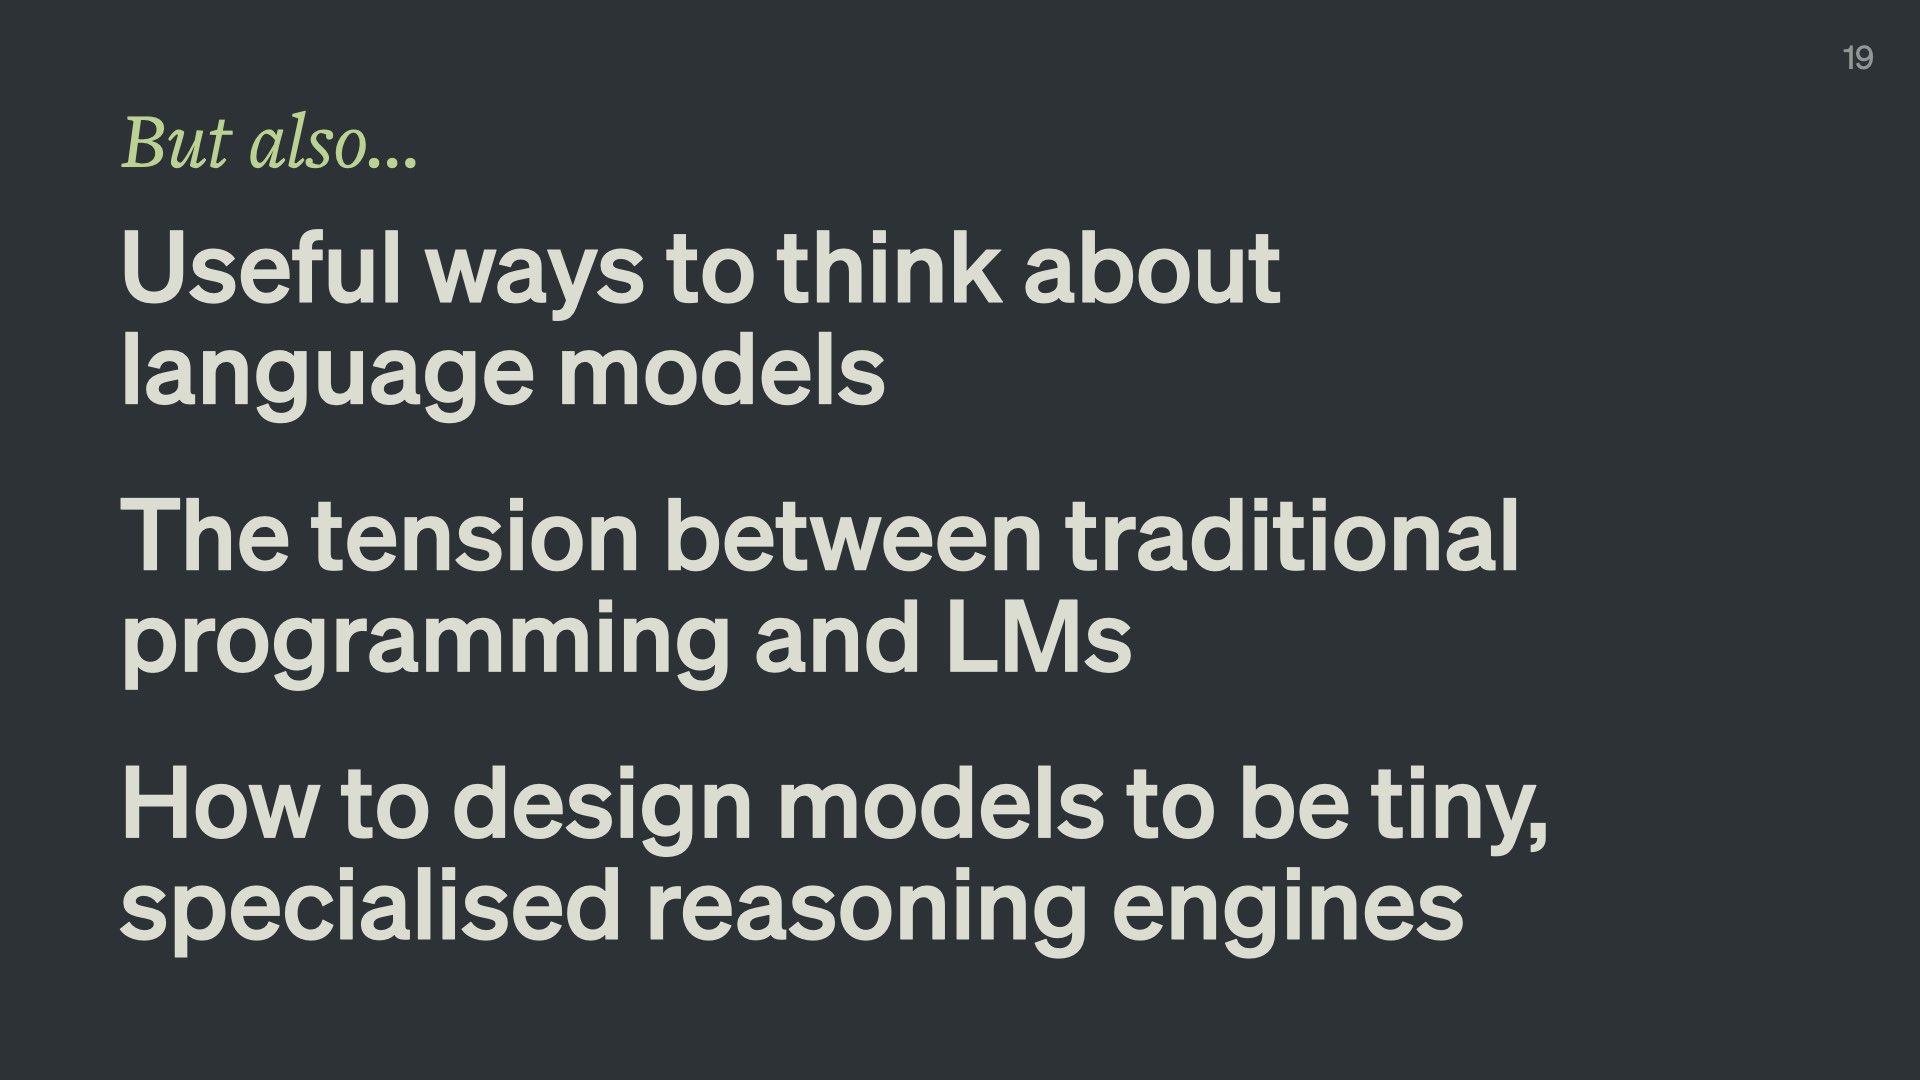 19
But also...
Useful ways to think about
language models
The tension between traditional
programming and LMs
How to design models to be tiny,
specialised reasoning engines